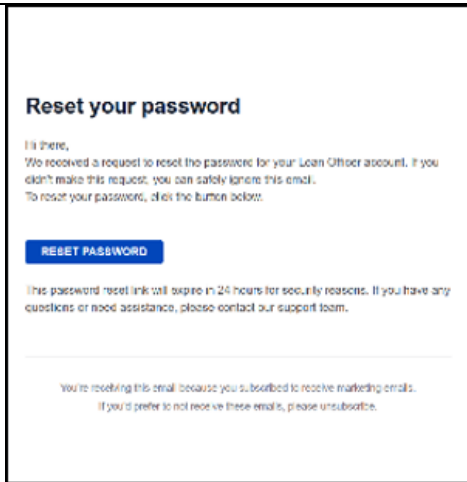 Reset your password
Hi there,
We received a request to reset the password for your Loan Officer account. If you
didn't make this request, you can safely ignore this email.
To reset your password, click the button below.
RESET PASSWORD
This password reset link will expire in 24 hours for security reasons. If you have any
questions or need assistance, please contact our support team.
You're receiving this email because you subscribed to receive marketing emails.
If you'd prefer to not receive these emails, please unsubscribe.